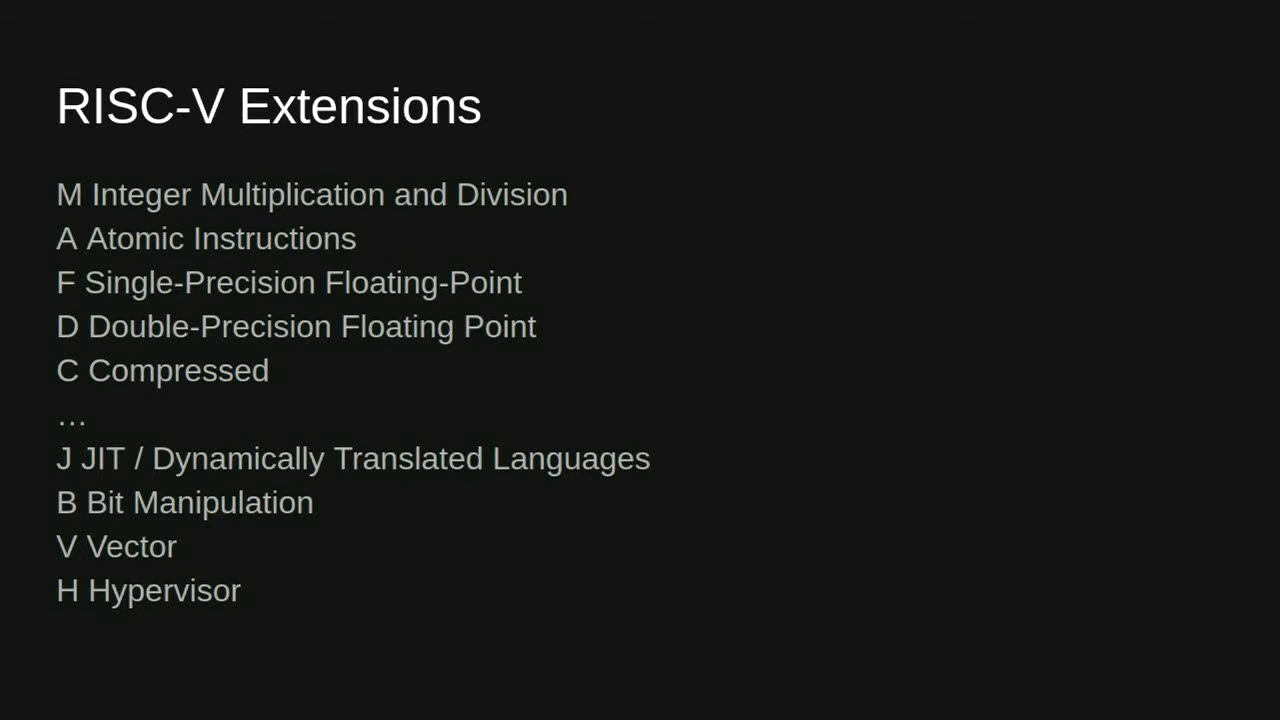 RISC-V Extensions
M Integer Multiplication and Division
A Atomic Instructions
F Single-Precision Floating-Point
D Double-Precision Floating Point
C Compressed
…
J JIT / Dynamically Translated Languages
B Bit Manipulation
V Vector
H Hypervisor